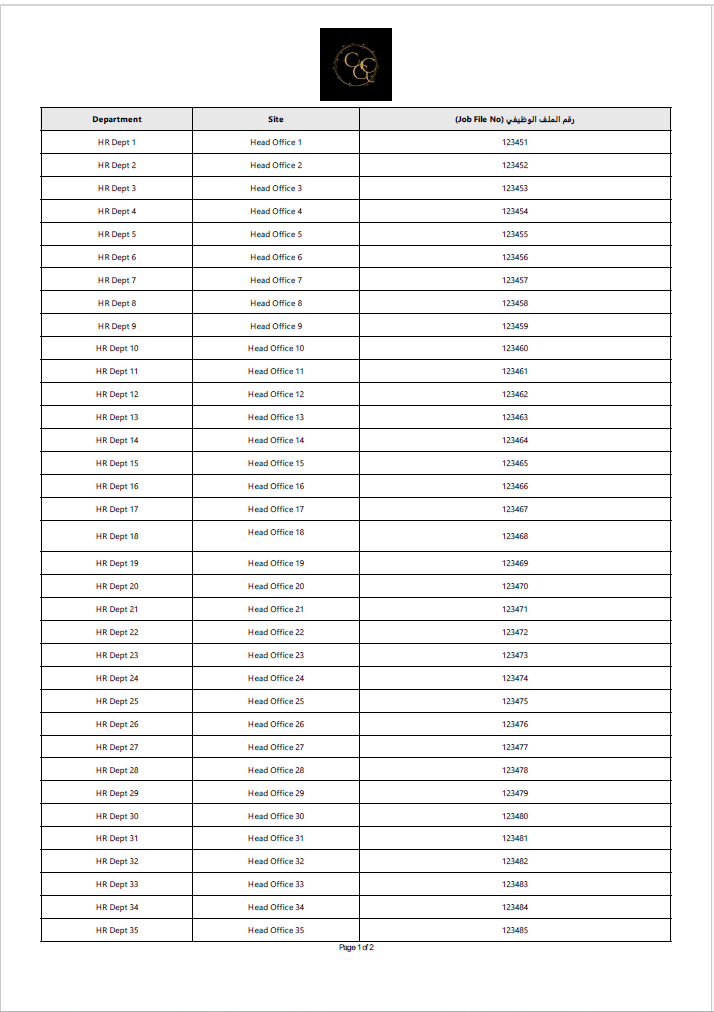 CCC
Department Site رقم الملف الوظيفي (Job File No)
HR Dept 1 Head Office 1 123451
HR Dept 2 Head Office 2 123452
HR Dept 3 Head Office 3 123453
HR Dept 4 Head Office 4 123454
HR Dept 5 Head Office 5 123455
HR Dept 6 Head Office 6 123456
HR Dept 7 Head Office 7 123457
HR Dept 8 Head Office 8 123458
HR Dept 9 Head Office 9 123459
HR Dept 10 Head Office 10 123460
HR Dept 11 Head Office 11 123461
HR Dept 12 Head Office 12 123462
HR Dept 13 Head Office 13 123463
HR Dept 14 Head Office 14 123464
HR Dept 15 Head Office 15 123465
HR Dept 16 Head Office 16 123466
HR Dept 17 Head Office 17 123467
HR Dept 18 Head Office 18 123468
HR Dept 19 Head Office 19 123469
HR Dept 20 Head Office 20 123470
HR Dept 21 Head Office 21 123471
HR Dept 22 Head Office 22 123472
HR Dept 23 Head Office 23 123473
HR Dept 24 Head Office 24 123474
HR Dept 25 Head Office 25 123475
HR Dept 26 Head Office 26 123476
HR Dept 27 Head Office 27 123477
HR Dept 28 Head Office 28 123478
HR Dept 29 Head Office 29 123479
HR Dept 30 Head Office 30 123480
HR Dept 31 Head Office 31 123481
HR Dept 32 Head Office 32 123482
HR Dept 33 Head Office 33 123483
HR Dept 34 Head Office 34 123484
HR Dept 35 Head Office 35 123485
Page 1 of 2